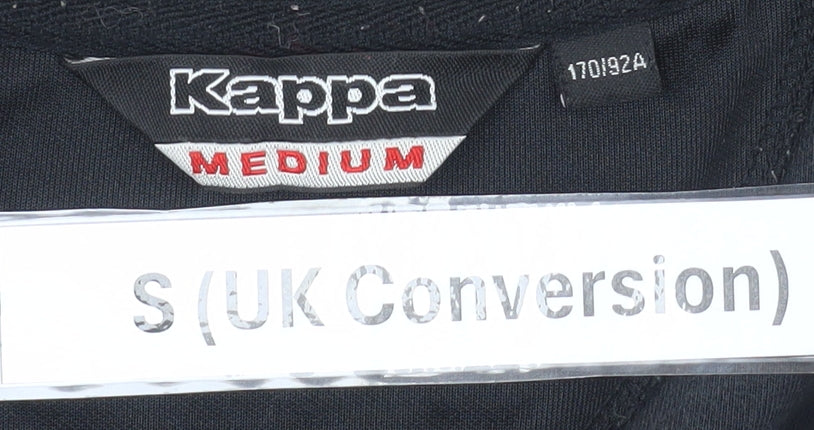 Kappa
MEDIUM
170/92A
S (UK Conversion)